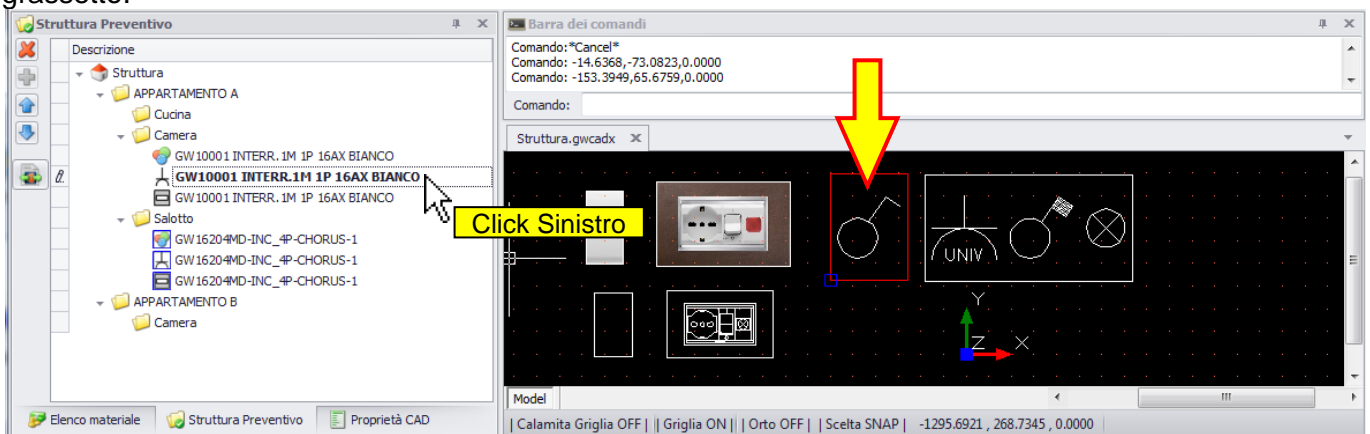 grassetto.
Struttura Preventivo
Descrizione
Struttura
APPARTAMENTO A
Cucina
Camera
GW10001 INTERR.1M 1P 16AX BIANCO
GW10001 INTERR.1M 1P 16AX BIANCO
GW10001 INTERR.1M 1P 16AX BIANCO
Salotto
GW16204MD-INC_4P-CHORUS-1
GW16204MD-INC_4P-CHORUS-1
GW16204MD-INC_4P-CHORUS-1
APPARTAMENTO B
Camera
Click Sinistro
Elenco materiale
Struttura Preventivo
Proprietà CAD
Barra dei comandi
Comando:*Cancel*
Comando: -14.6368,-73.0823,0.0000
Comando: -153.3949,65.6759,0.0000
Comando:
Struttura.gwcadx
UNIV
Y
Z
X
Model
| Calamita Griglia OFF | | Griglia ON | | Orto OFF | | Scelta SNAP | -1295.6921 , 268.7345 , 0.0000